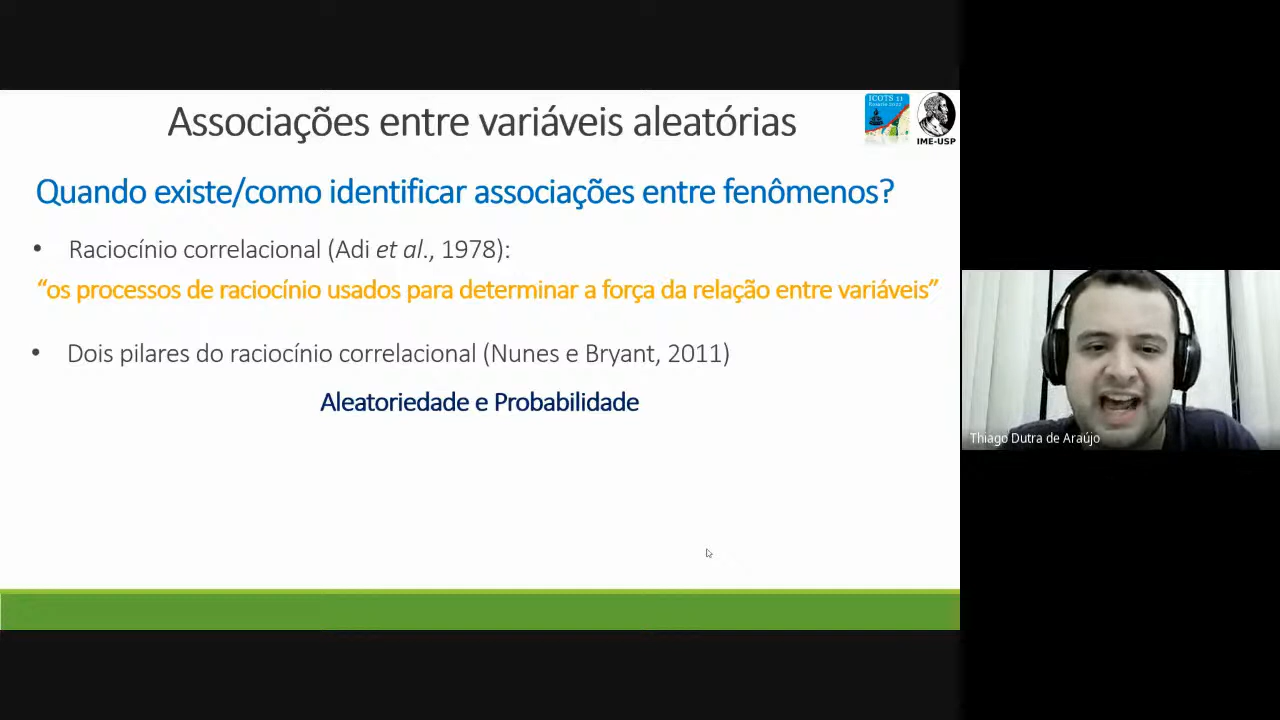 Associações entre variáveis aleatórias
ICOTS 11
IME-USP
Quando existe/como identificar associações entre fenômenos?
• Raciocínio correlacional (Adi et al., 1978):
“os processos de raciocínio usados para determinar a força da relação entre variáveis”
• Dois pilares do raciocínio correlacional (Nunes e Bryant, 2011)
Aleatoriedade e Probabilidade
Thiago Dutra de Araújo